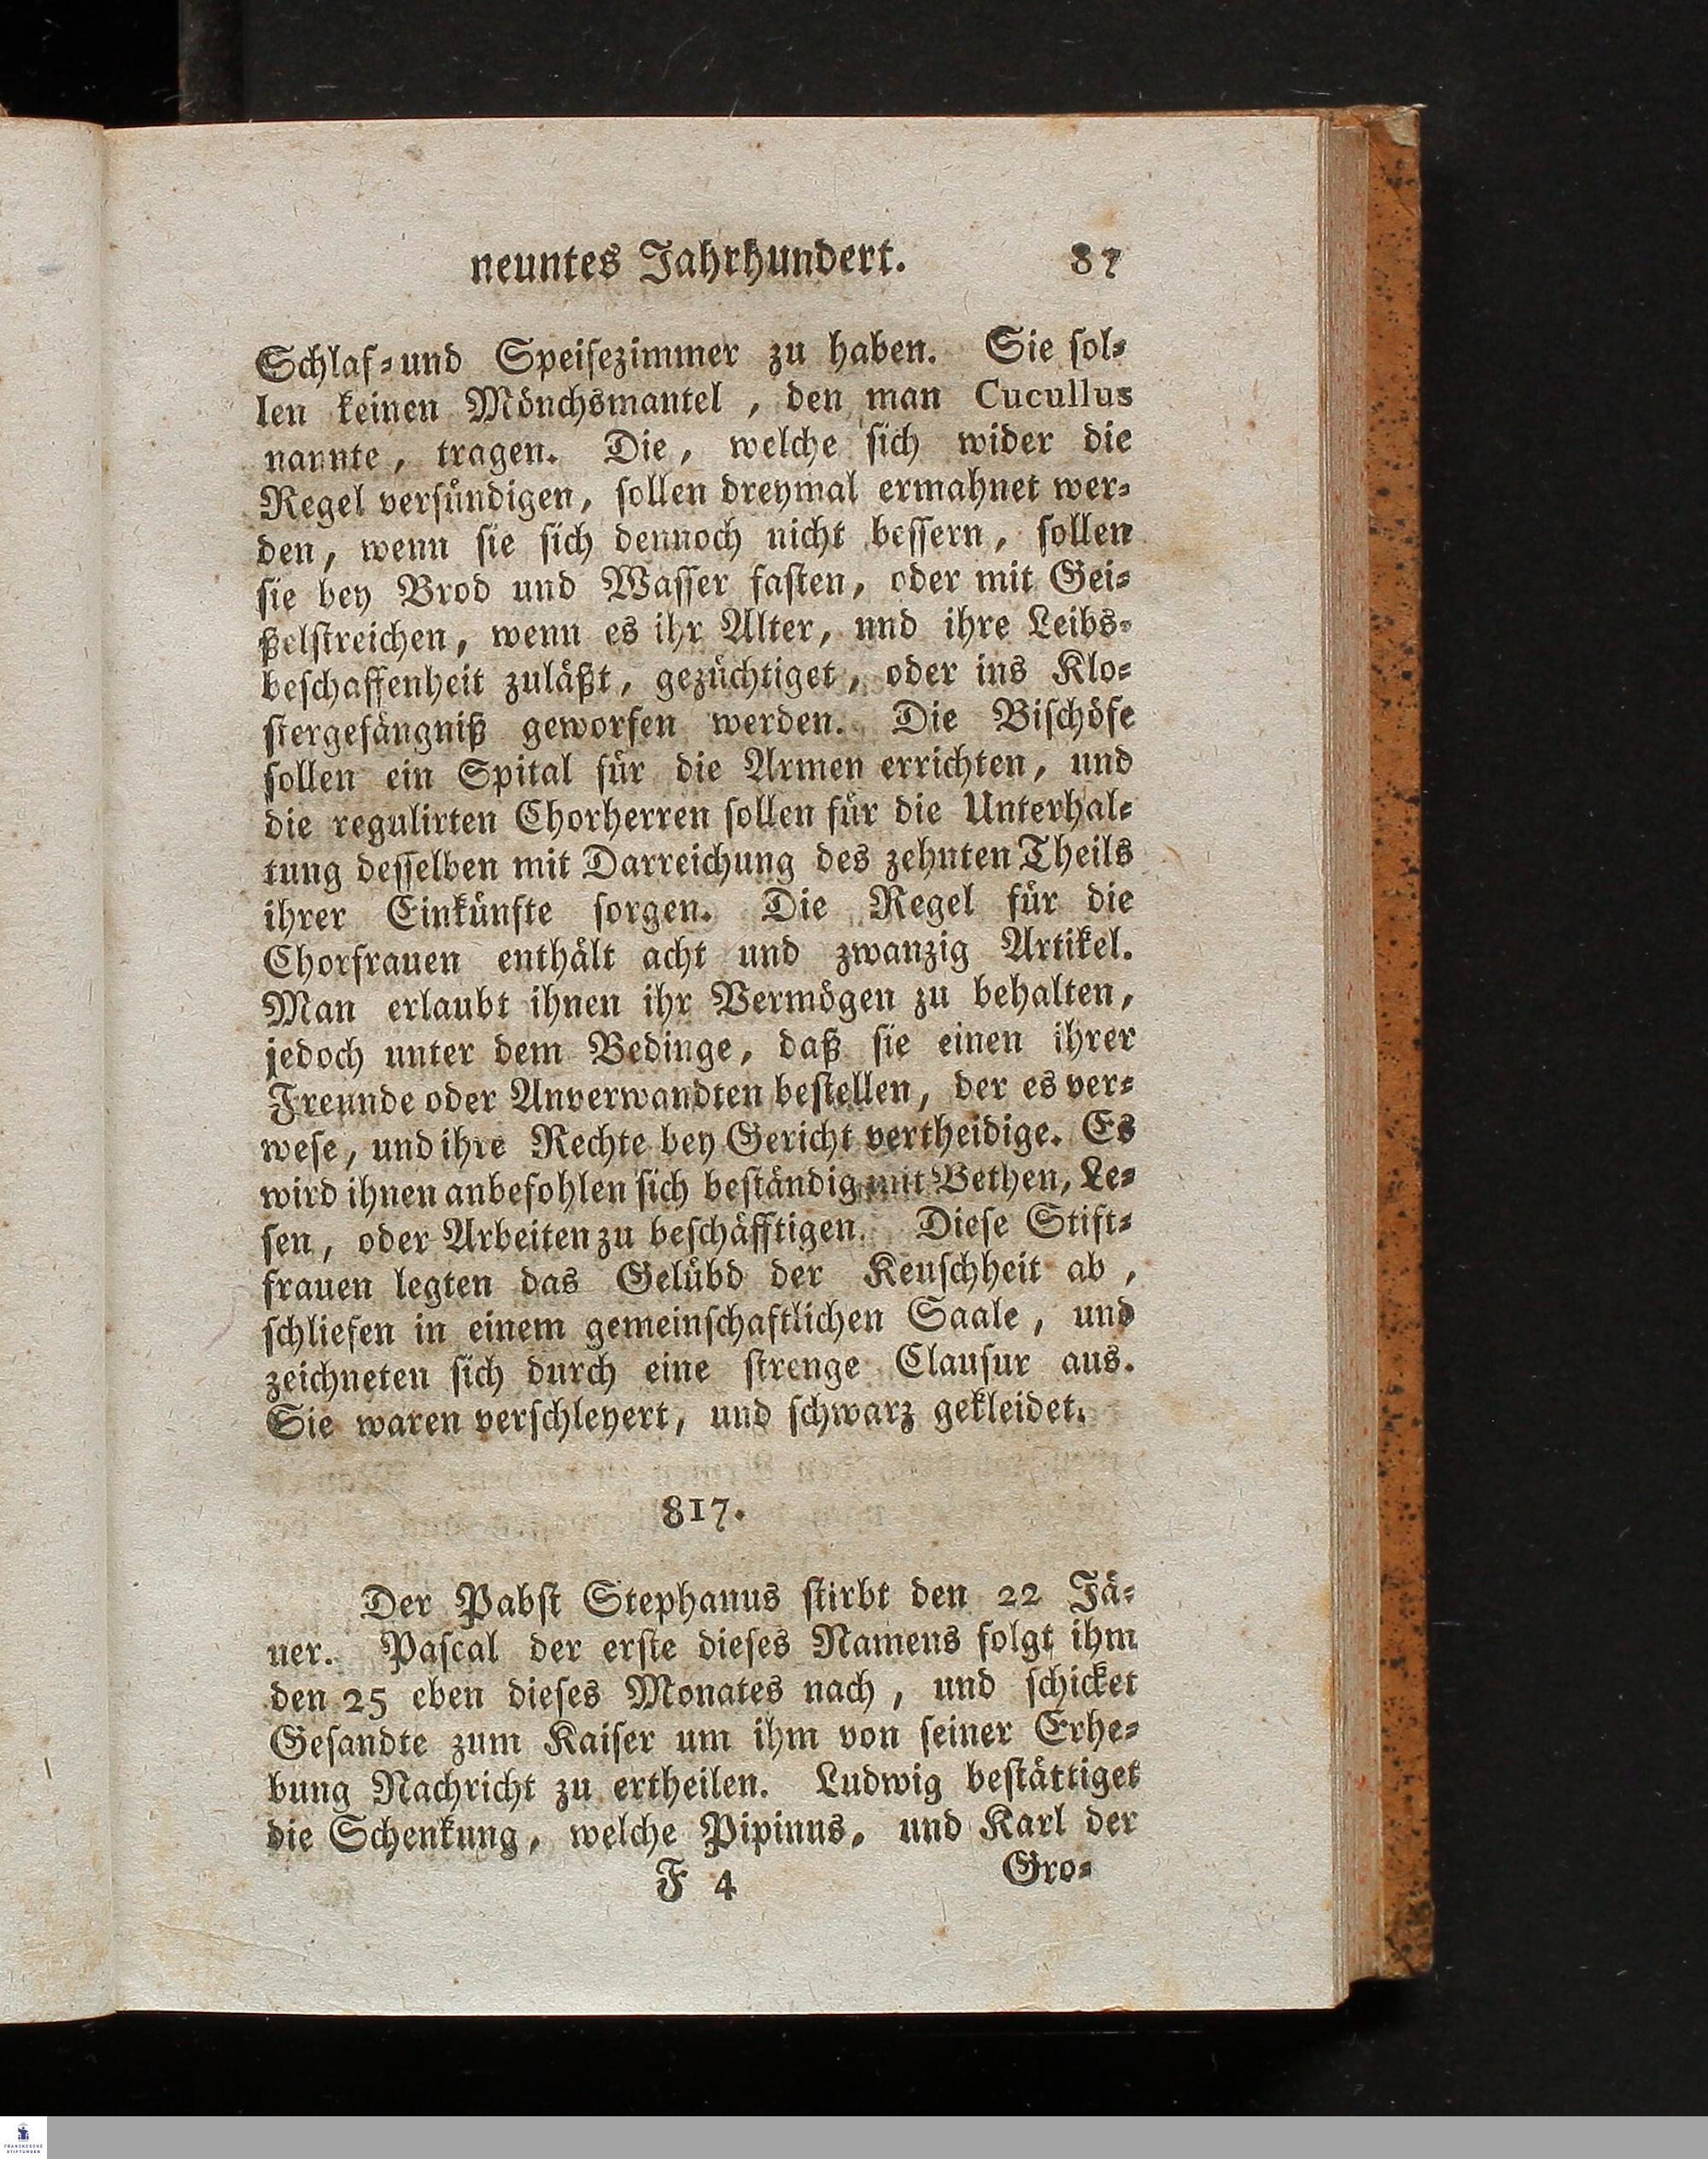 neuntes Jahrhundert. 87
Schlaf- und Speisezimmer zu haben. Sie sol-
len keinen Mönchsmantel, den man Cucullus
nannte, tragen. Die, welche sich wider die
Regel versündigen, sollen dreymal ermahnet wer-
den, wenn sie sich dennoch nicht bessern, sollen
sie bey Brod und Wasser fasten, oder mit Gei-
ßelstreichen, wenn es ihr Alter, und ihre Leibs-
beschaffenheit zuläßt, gezüchtiget, oder ins Klo-
stergefängniß geworfen werden. Die Bischöfe
sollen ein Spital für die Armen errichten, und
die regulirten Chorherren sollen für die Unterhal-
tung desselben mit Darreichung des zehnten Theils
ihrer Einkünfte sorgen. Die Regel für die
Chorfrauen enthält acht und zwanzig Artikel.
Man erlaubt ihnen ihr Vermögen zu behalten,
jedoch unter dem Bedinge, daß sie einen ihrer
Freunde oder Anverwandten bestellen, der es ver-
wese, und ihre Rechte bey Gericht vertheidige. Es
wird ihnen anbefohlen sich beständig mit Bethen, Le-
sen, oder Arbeiten zu beschäfftigen. Diese Stift-
frauen legten das Gelübd der Keuschheit ab,
schliefen in einem gemeinschaftlichen Saale, und
zeichneten sich durch eine strenge Clausur aus.
Sie waren verschleyert, und schwarz gekleidet.
817.
Der Pabst Stephanus stirbt den 22 Jä-
ner. Pascal der erste dieses Namens folgt ihm
den 25 eben dieses Monates nach, und schicket
Gesandte zum Kaiser um ihm von seiner Erhe-
bung Nachricht zu ertheilen. Ludwig bestättiget
die Schenkung, welche Pipinus, und Karl der
F 4 Gro-
FRANCKESCHE
STIFTUNGEN